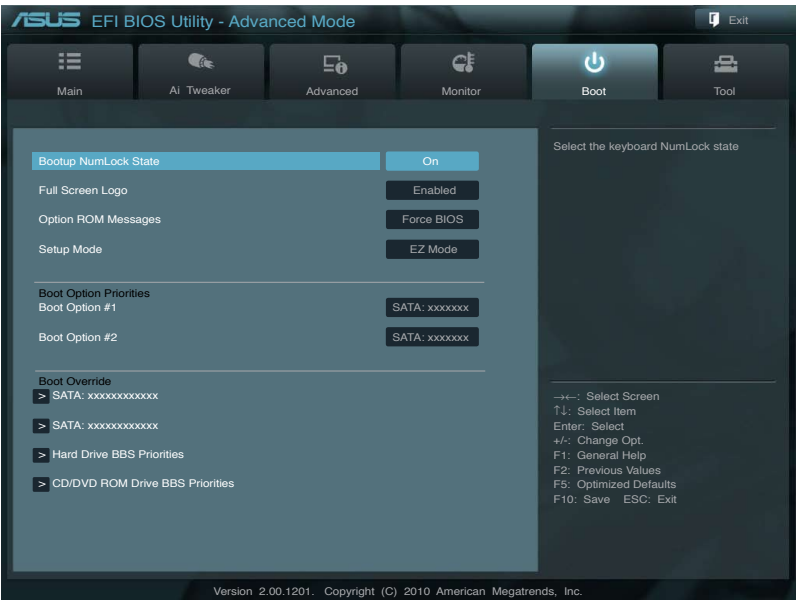 ASUS EFI BIOS Utility - Advanced Mode
Exit
Main
Ai Tweaker
Advanced
Monitor
Boot
Tool
Bootup NumLock State On
Full Screen Logo Enabled
Option ROM Messages Force BIOS
Setup Mode EZ Mode
Boot Option Priorities
Boot Option #1 SATA: xxxxxxx
Boot Option #2 SATA: xxxxxxx
Boot Override
> SATA: xxxxxxxxxxxx
> SATA: xxxxxxxxxxxx
> Hard Drive BBS Priorities
> CD/DVD ROM Drive BBS Priorities
Select the keyboard NumLock state
→←: Select Screen
↑↓: Select Item
Enter: Select
+/-: Change Opt.
F1: General Help
F2: Previous Values
F5: Optimized Defaults
F10: Save ESC: Exit
Version 2.00.1201. Copyright (C) 2010 American Megatrends, Inc.